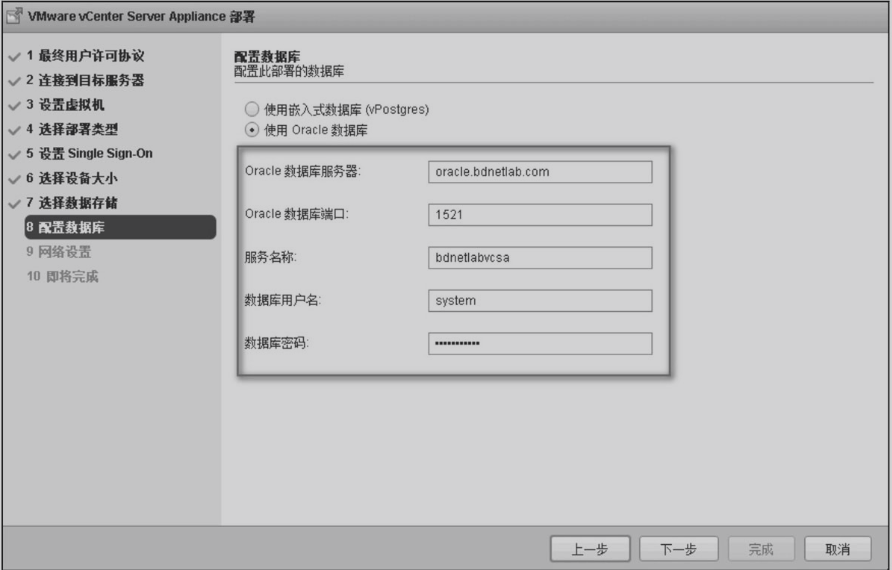 VMware vCenter Server Appliance 部署
1 最终用户许可协议
2 连接到目标服务器
3 设置虚拟机
4 选择部署类型
5 设置 Single Sign-On
6 选择设备大小
7 选择数据存储
8 配置数据库
9 网络设置
10 即将完成
配置数据库
配置此部署的数据库
使用嵌入式数据库 (vPostgres)
使用 Oracle 数据库
Oracle 数据库服务器: oracle.bdnetlab.com
Oracle 数据库端口: 1521
服务名称: bdnetlabvcsa
数据库用户名: system
数据库密码: •••••••••••
上一步 下一步 完成 取消